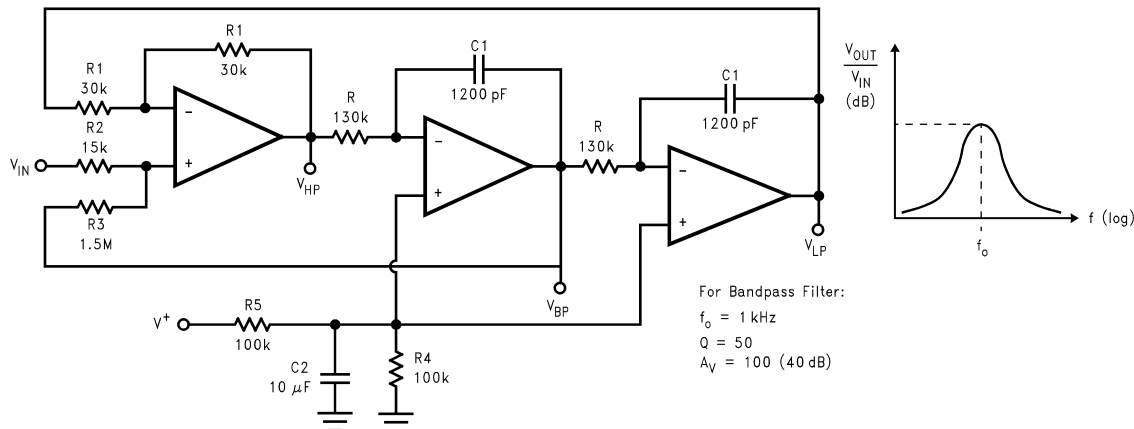 R1
30k
C1
1200 pF
R1
30k
R2
15k
V_IN
R3
1.5M
−
+
V_HP
R
130k
−
+
R
130k
C1
1200 pF
−
+
V_LP
V_BP
V⁺
R5
100k
C2
10 μF
R4
100k
V_OUT
V_IN
(dB)
f (log)
f_o
For Bandpass Filter:
f_o = 1 kHz
Q = 50
A_V = 100 (40 dB)